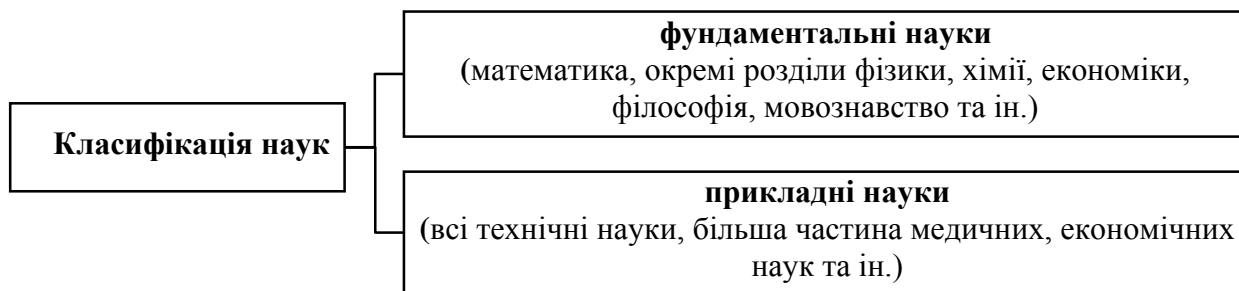 Класифікація наук
фундаментальні науки
(математика, окремі розділи фізики, хімії, економіки,
філософія, мовознавство та ін.)
прикладні науки
(всі технічні науки, більша частина медичних, економічних
наук та ін.)